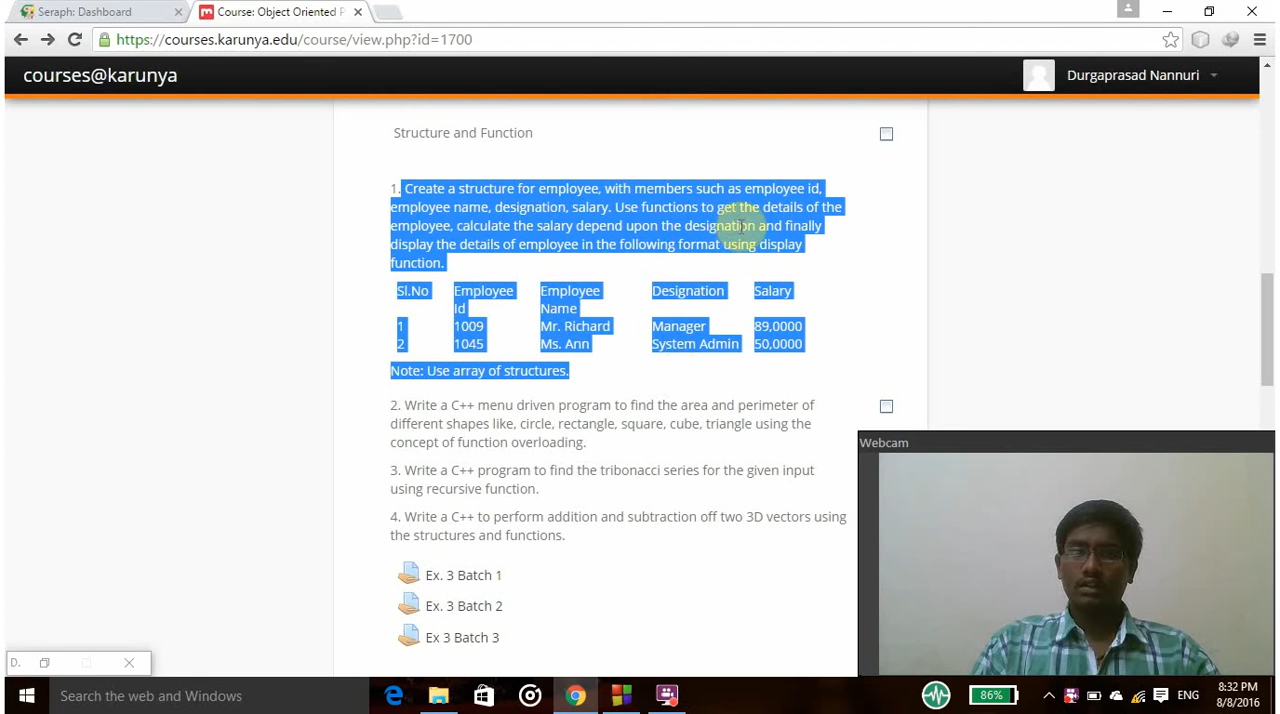 Seraph: Dashboard
Course: Object Oriented P
https://courses.karunya.edu/course/view.php?id=1700
courses@karunya
Durgaprasad Nannuri
Structure and Function
1. Create a structure for employee, with members such as employee id,
employee name, designation, salary. Use functions to get the details of the
employee, calculate the salary depend upon the designation and finally
display the details of employee in the following format using display
function.
Sl.No Employee Id Employee Name Designation Salary
1 1009 Mr. Richard Manager 89,0000
2 1045 Ms. Ann System Admin 50,0000
Note: Use array of structures.
2. Write a C++ menu driven program to find the area and perimeter of
different shapes like, circle, rectangle, square, cube, triangle using the
concept of function overloading.
3. Write a C++ program to find the tribonacci series for the given input
using recursive function.
4. Write a C++ to perform addition and subtraction off two 3D vectors using
the structures and functions.
Ex. 3 Batch 1
Ex. 3 Batch 2
Ex 3 Batch 3
Webcam
D.
Search the web and Windows
86%
ENG
8:32 PM
8/8/2016